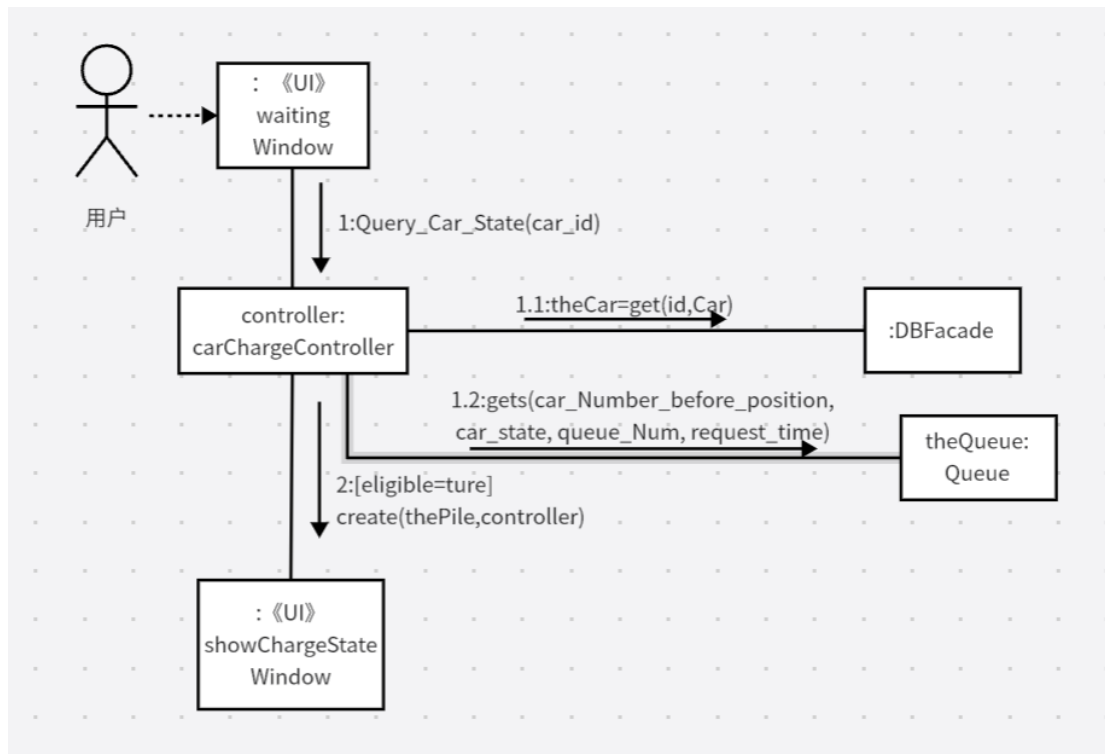 : 《UI》
waiting
Window
用户
1:Query_Car_State(car_id)
controller:
carChargeController
1.1:theCar=get(id,Car)
:DBFacade
1.2:gets(car_Number_before_position,
car_state, queue_Num, request_time)
theQueue:
Queue
2:[eligible=ture]
create(thePile,controller)
: 《UI》
showChargeState
Window